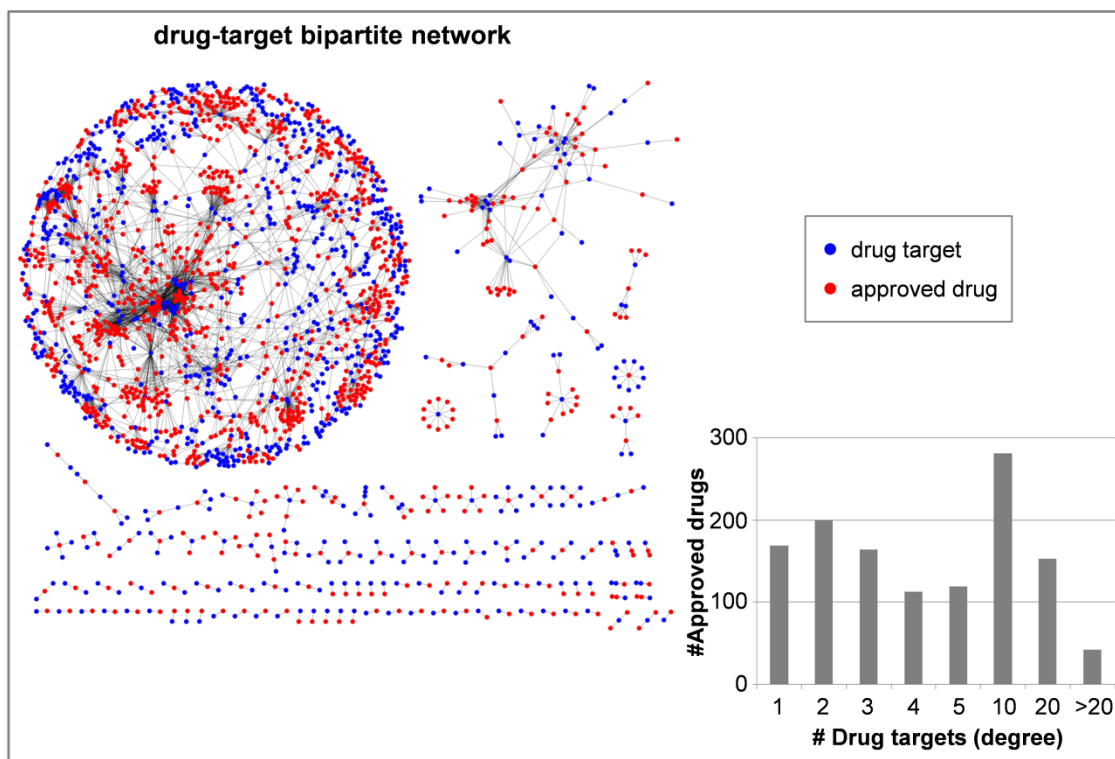 drug-target bipartite network
drug target
approved drug
#Approved drugs
300
200
100
0
1 2 3 4 5 10 20 >20
# Drug targets (degree)